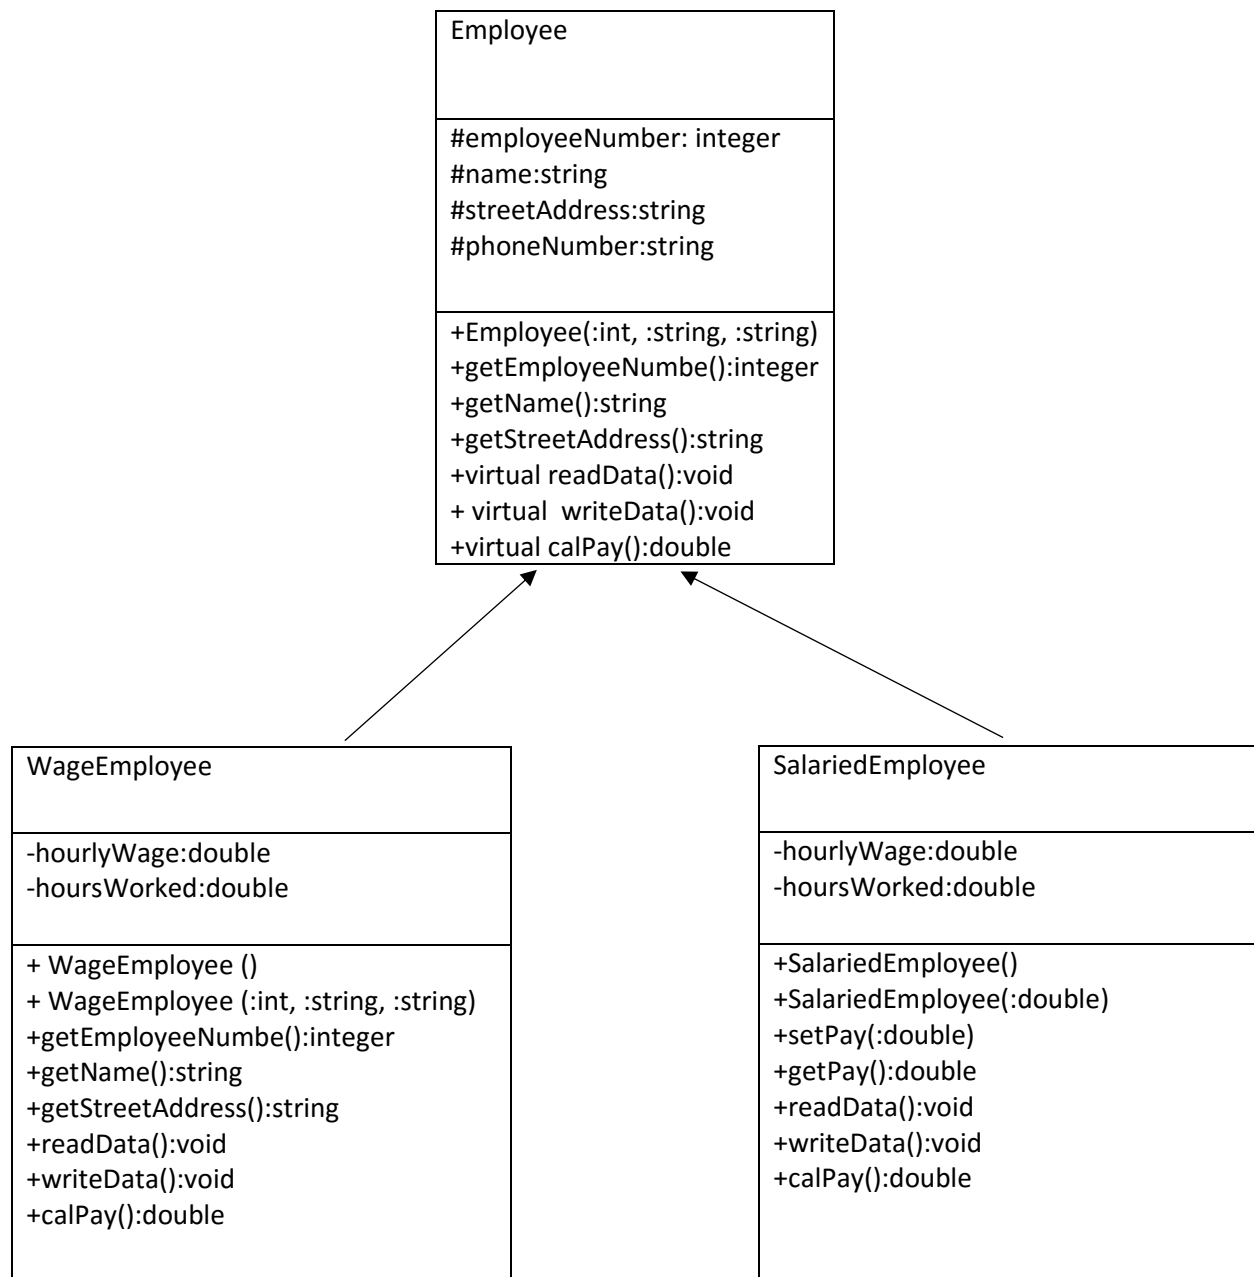 Employee
#employeeNumber: integer
#name:string
#streetAddress:string
#phoneNumber:string
+Employee(:int, :string, :string)
+getEmployeeNumbe():integer
+getName():string
+getStreetAddress():string
+virtual readData():void
+ virtual  writeData():void
+virtual calPay():double
WageEmployee
-hourlyWage:double
-hoursWorked:double
+ WageEmployee ()
+ WageEmployee (:int, :string, :string)
+getEmployeeNumbe():integer
+getName():string
+getStreetAddress():string
+readData():void
+writeData():void
+calPay():double
SalariedEmployee
-hourlyWage:double
-hoursWorked:double
+SalariedEmployee()
+SalariedEmployee(:double)
+setPay(:double)
+getPay():double
+readData():void
+writeData():void
+calPay():double